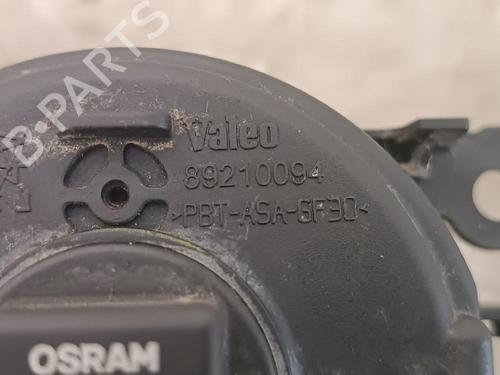 B-PARTS
Valeo
89210094
>PBT-ASA-GF30<
OSRAM